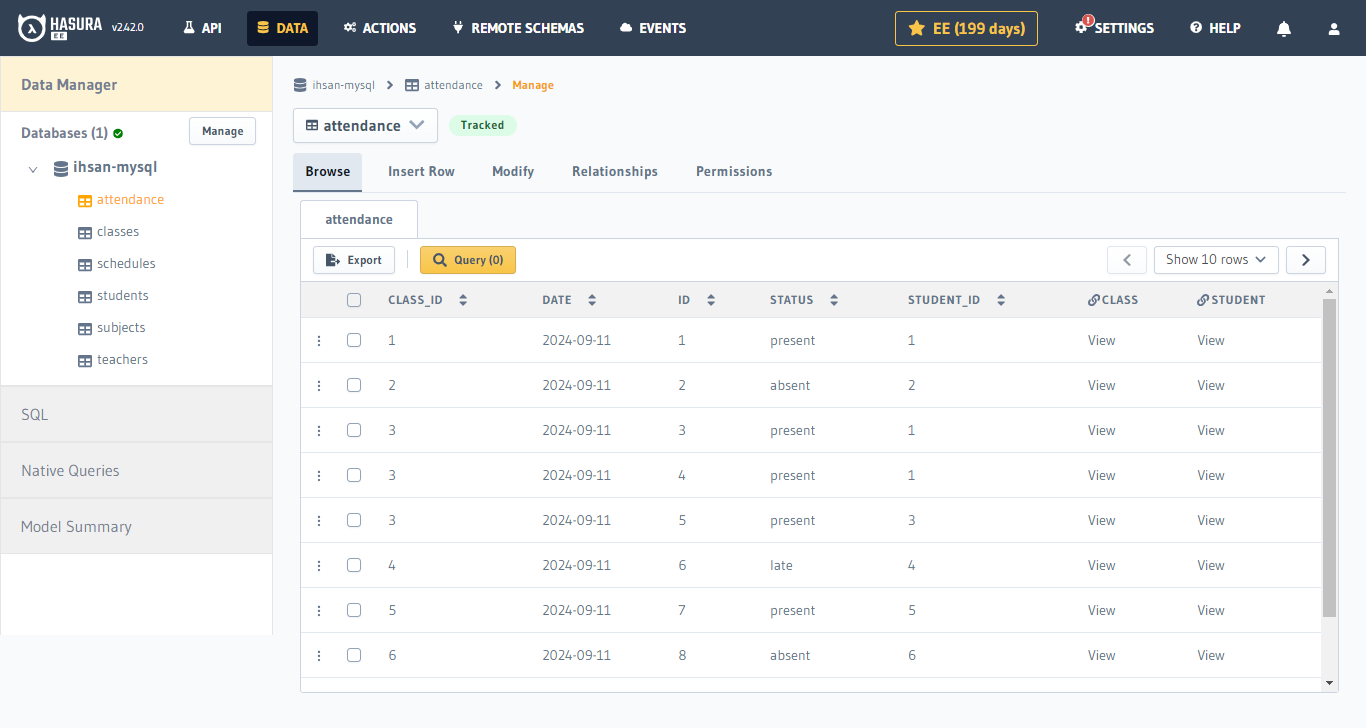 HASURA EE v2.42.0 API DATA ACTIONS REMOTE SCHEMAS EVENTS EE (199 days) ! SETTINGS HELP
Data Manager
Databases (1) Manage
ihsan-mysql
attendance
classes
schedules
students
subjects
teachers
SQL
Native Queries
Model Summary
ihsan-mysql > attendance > Manage
attendance Tracked
Browse Insert Row Modify Relationships Permissions
attendance
Export Query (0) Show 10 rows
CLASS_ID DATE ID STATUS STUDENT_ID CLASS STUDENT
1 2024-09-11 1 present 1 View View
2 2024-09-11 2 absent 2 View View
3 2024-09-11 3 present 1 View View
3 2024-09-11 4 present 1 View View
3 2024-09-11 5 present 3 View View
4 2024-09-11 6 late 4 View View
5 2024-09-11 7 present 5 View View
6 2024-09-11 8 absent 6 View View